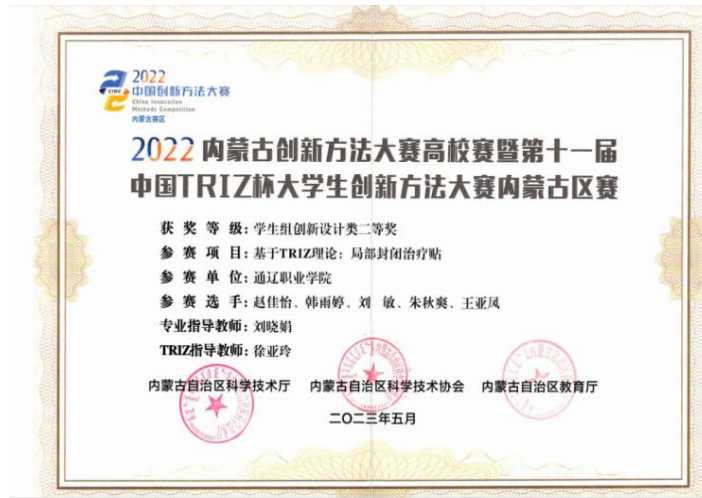 2022
中国创新方法大赛
China Innovation
Methods Competition
内蒙古赛区
2022内蒙古创新方法大赛高校赛暨第十一届
中国TRIZ杯大学生创新方法大赛内蒙古区赛
获奖等级：学生组创新设计类二等奖
参赛项目：基于TRIZ理论：局部封闭治疗贴
参赛单位：通辽职业学院
参赛选手：赵佳怡、韩雨婷、刘 敏、朱秋爽、王亚凤
专业指导教师：刘晓娟
TRIZ指导教师：徐亚玲
内蒙古自治区科学技术厅 内蒙古自治区科学技术协会 内蒙古自治区教育厅
二〇二三年五月